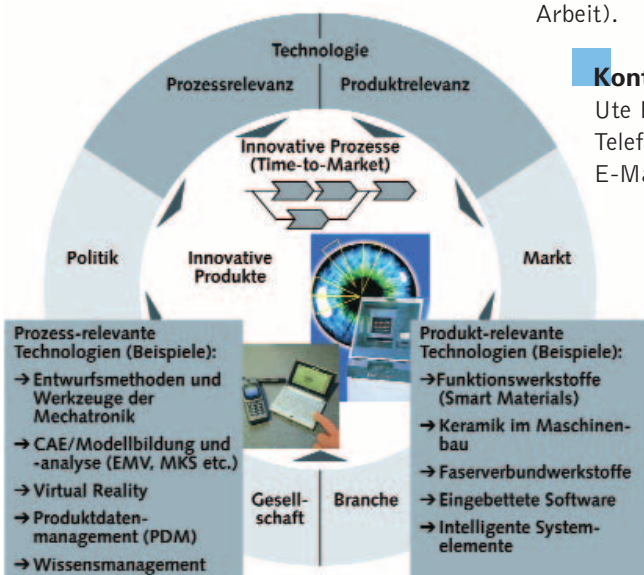 Arbeit).
Kont
Ute
Telef
E-Ma
Technologie
Prozessrelevanz
Produktrelevanz
Innovative Prozesse
(Time-to-Market)
Politik
Innovative
Produkte
Markt
Prozess-relevante
Technologien (Beispiele):
→ Entwurfsmethoden und
Werkzeuge der
Mechatronik
→ CAE/Modellbildung und
-analyse (EMV, MKS etc.)
→ Virtual Reality
→ Produktdaten-
management (PDM)
→ Wissensmanagement
Gesell-
schaft
Branche
Produkt-relevante
Technologien (Beispiele):
→ Funktionswerkstoffe
(Smart Materials)
→ Keramik im Maschinen-
bau
→ Faserverbundwerkstoffe
→ Eingebettete Software
→ Intelligente System-
elemente